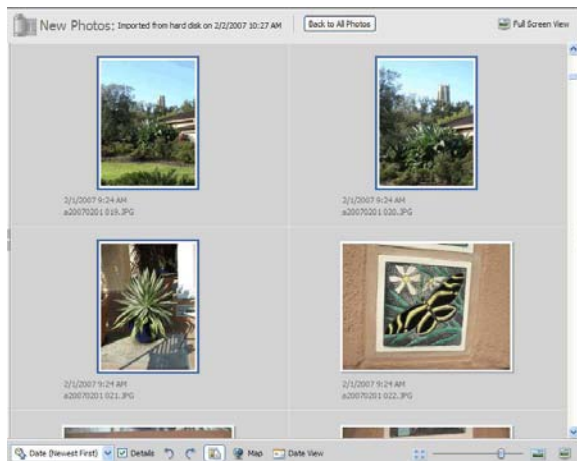 New Photos: Imported from hard disk on 2/2/2007 10:27 AM
Back to All Photos
Full Screen View
2/1/2007 9:24 AM
a20070201 019.JPG
2/1/2007 9:24 AM
a20070201 020.JPG
2/1/2007 9:24 AM
a20070201 021.JPG
2/1/2007 9:24 AM
a20070201 022.JPG
Date (Newest First)
Details
Map
Date View